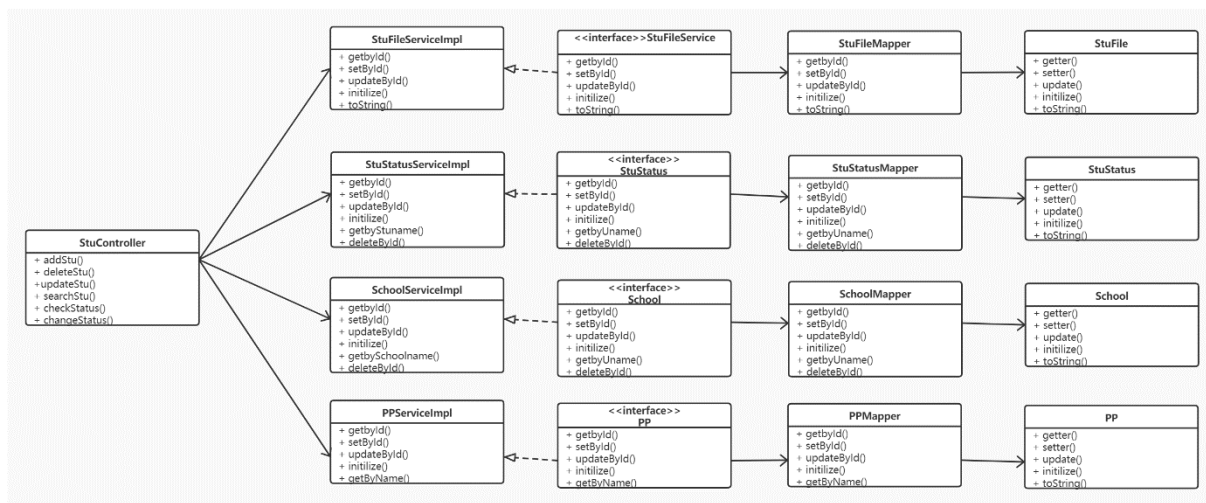 StuFileServiceImpl
+ getbyId()
+ setById()
+ updateById()
+ initilize()
+ toString()
<<interface>>StuFileService
+ getbyId()
+ setById()
+ updateById()
+ initilize()
+ toString()
StuFileMapper
+ getbyId()
+ setById()
+ updateById()
+ initilize()
+ toString()
StuFile
+ getter()
+ setter()
+ update()
+ initilize()
+ toString()
StuStatusServiceImpl
+ getbyId()
+ setById()
+ updateById()
+ initilize()
+ getbyStuname()
+ deleteById()
<<interface>>
StuStatus
+ getbyId()
+ setById()
+ updateById()
+ initilize()
+ getbyUname()
+ deleteById()
StuStatusMapper
+ getbyId()
+ setById()
+ updateById()
+ initilize()
+ getbyUname()
+ deleteById()
StuStatus
+ getter()
+ setter()
+ update()
+ initilize()
+ toString()
StuController
+ addStu()
+ deleteStu()
+updateStu()
+ searchStu()
+ checkStatus()
+ changeStatus()
SchoolServiceImpl
+ getbyId()
+ setById()
+ updateById()
+ initilize()
+ getbySchoolname()
+ deleteById()
<<interface>>
School
+ getbyId()
+ setById()
+ updateById()
+ initilize()
+ getbyUname()
+ deleteById()
SchoolMapper
+ getbyId()
+ setById()
+ updateById()
+ initilize()
+ getbyUname()
+ deleteById()
School
+ getter()
+ setter()
+ update()
+ initilize()
+ toString()
PPServiceImpl
+ getbyId()
+ setById()
+ updateById()
+ initilize()
+ getByName()
<<interface>>
PP
+ getbyId()
+ setById()
+ updateById()
+ initilize()
+ getByName()
PPMapper
+ getbyId()
+ setById()
+ updateById()
+ initilize()
+ getByName()
PP
+ getter()
+ setter()
+ update()
+ initilize()
+ toString()